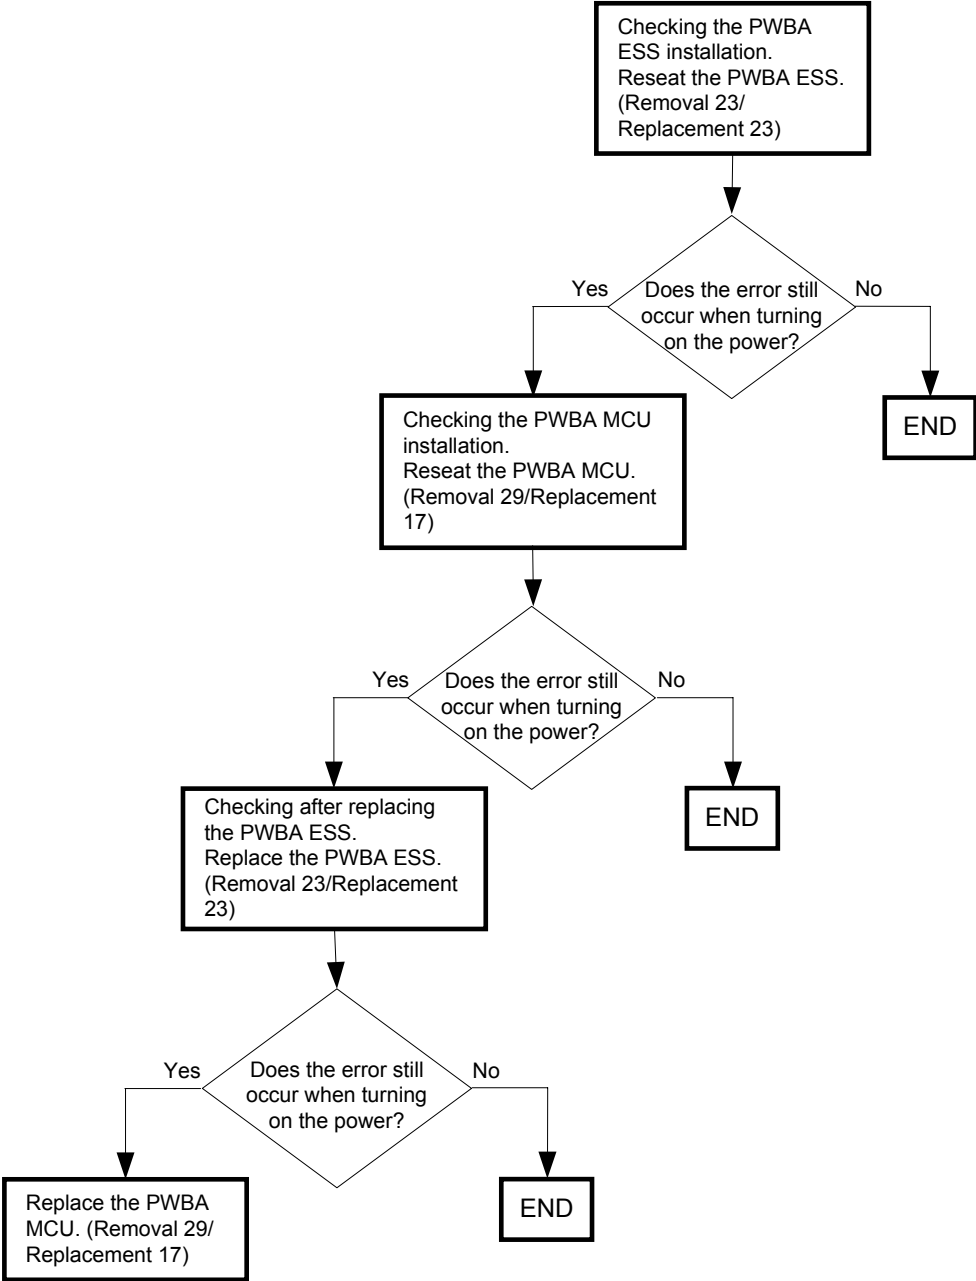 Checking the PWBA
ESS installation.
Reseat the PWBA ESS.
(Removal 23/
Replacement 23)
Yes
Does the error still
occur when turning
on the power?
No
END
Checking the PWBA MCU
installation.
Reseat the PWBA MCU.
(Removal 29/Replacement
17)
Yes
Does the error still
occur when turning
on the power?
No
END
Checking after replacing
the PWBA ESS.
Replace the PWBA ESS.
(Removal 23/Replacement
23)
Yes
Does the error still
occur when turning
on the power?
No
END
Replace the PWBA
MCU. (Removal 29/
Replacement 17)